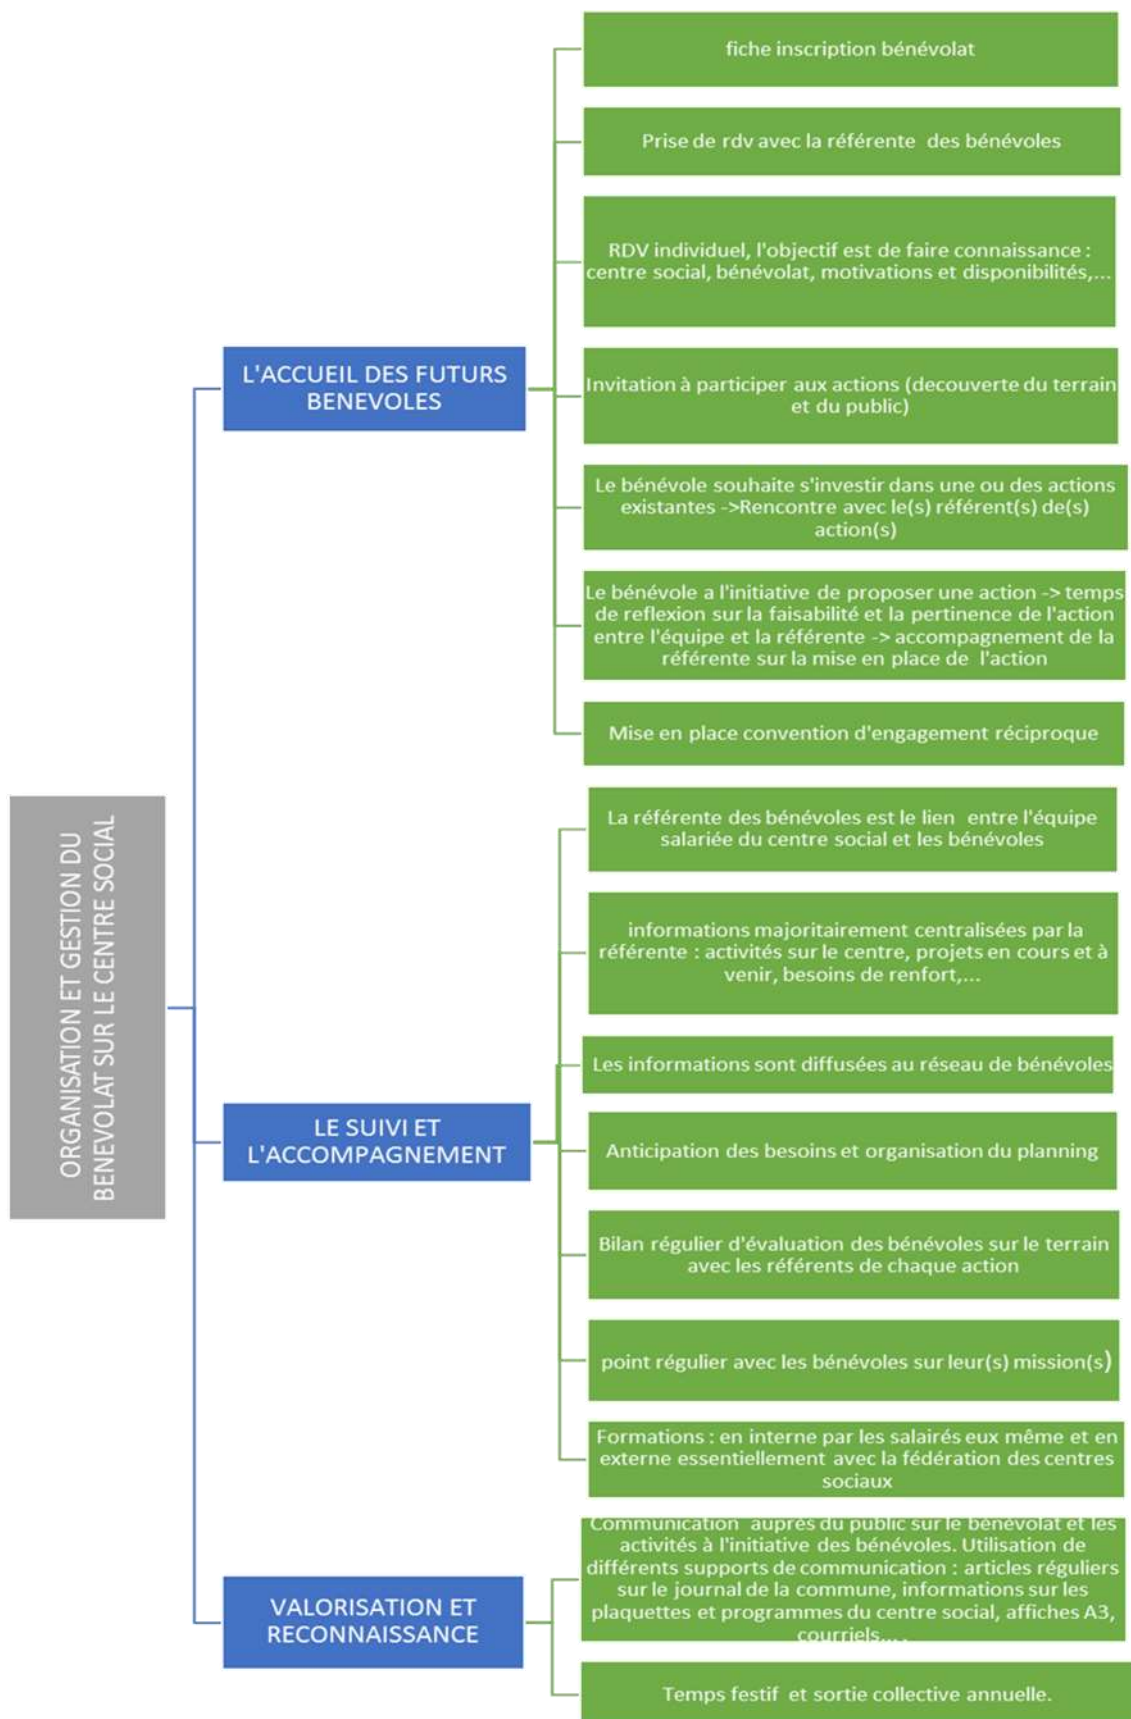 ORGANISATION ET GESTION DU
BENEVOLAT SUR LE CENTRE SOCIAL
L'ACCUEIL DES FUTURS
BENEVOLES
fiche inscription bénévolat
Prise de rdv avec la référente des bénévoles
RDV individuel, l'objectif est de faire connaissance :
centre social, bénévolat, motivations et disponibilités,...
Invitation à participer aux actions (decouverte du terrain
et du public)
Le bénévole souhaite s'investir dans une ou des actions
existantes ->Rencontre avec le(s) référent(s) de(s)
action(s)
Le bénévole a l'initiative de proposer une action -> temps
de reflexion sur la faisabilité et la pertinence de l'action
entre l'équipe et la référente -> accompagnement de la
référente sur la mise en place de l'action
Mise en place convention d'engagement réciproque
LE SUIVI ET
L'ACCOMPAGNEMENT
La référente des bénévoles est le lien entre l'équipe
salariée du centre social et les bénévoles
informations majoritairement centralisées par la
référente : activités sur le centre, projets en cours et à
venir, besoins de renfort,...
Les informations sont diffusées au réseau de bénévoles
Anticipation des besoins et organisation du planning
Bilan régulier d'évaluation des bénévoles sur le terrain
avec les référents de chaque action
point régulier avec les bénévoles sur leur(s) mission(s)
Formations : en interne par les salairés eux même et en
externe essentiellement avec la fédération des centres
sociaux
VALORISATION ET
RECONNAISSANCE
Communication auprés du public sur le bénévolat et les
activités à l'initiative des bénévoles. Utilisation de
différents supports de communication : articles réguliers
sur le journal de la commune, informations sur les
plaquettes et programmes du centre social, affiches A3,
courriels... .
Temps festif et sortie collective annuelle.